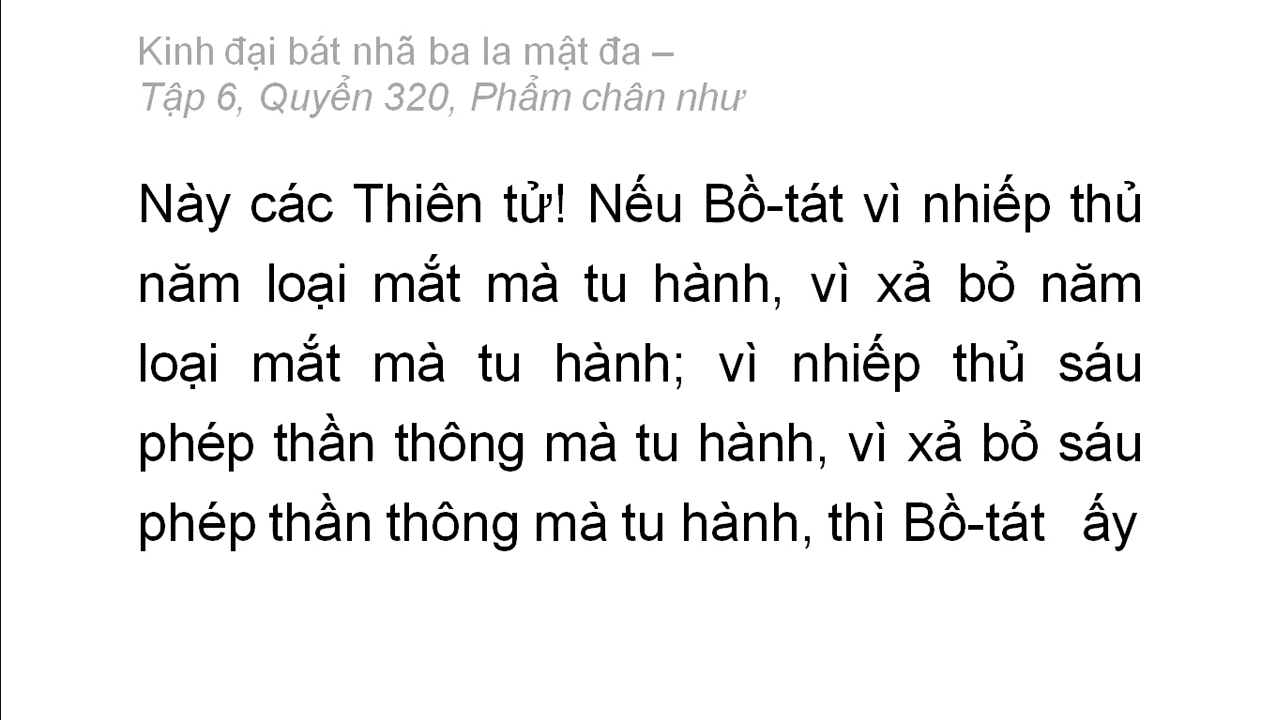 Kinh đại bát nhã ba la mật đa –
Tập 6, Quyển 320, Phẩm chân như
Này các Thiên tử! Nếu Bồ-tát vì nhiếp thủ
năm loại mắt mà tu hành, vì xả bỏ năm
loại mắt mà tu hành; vì nhiếp thủ sáu
phép thần thông mà tu hành, vì xả bỏ sáu
phép thần thông mà tu hành, thì Bồ-tát ấy